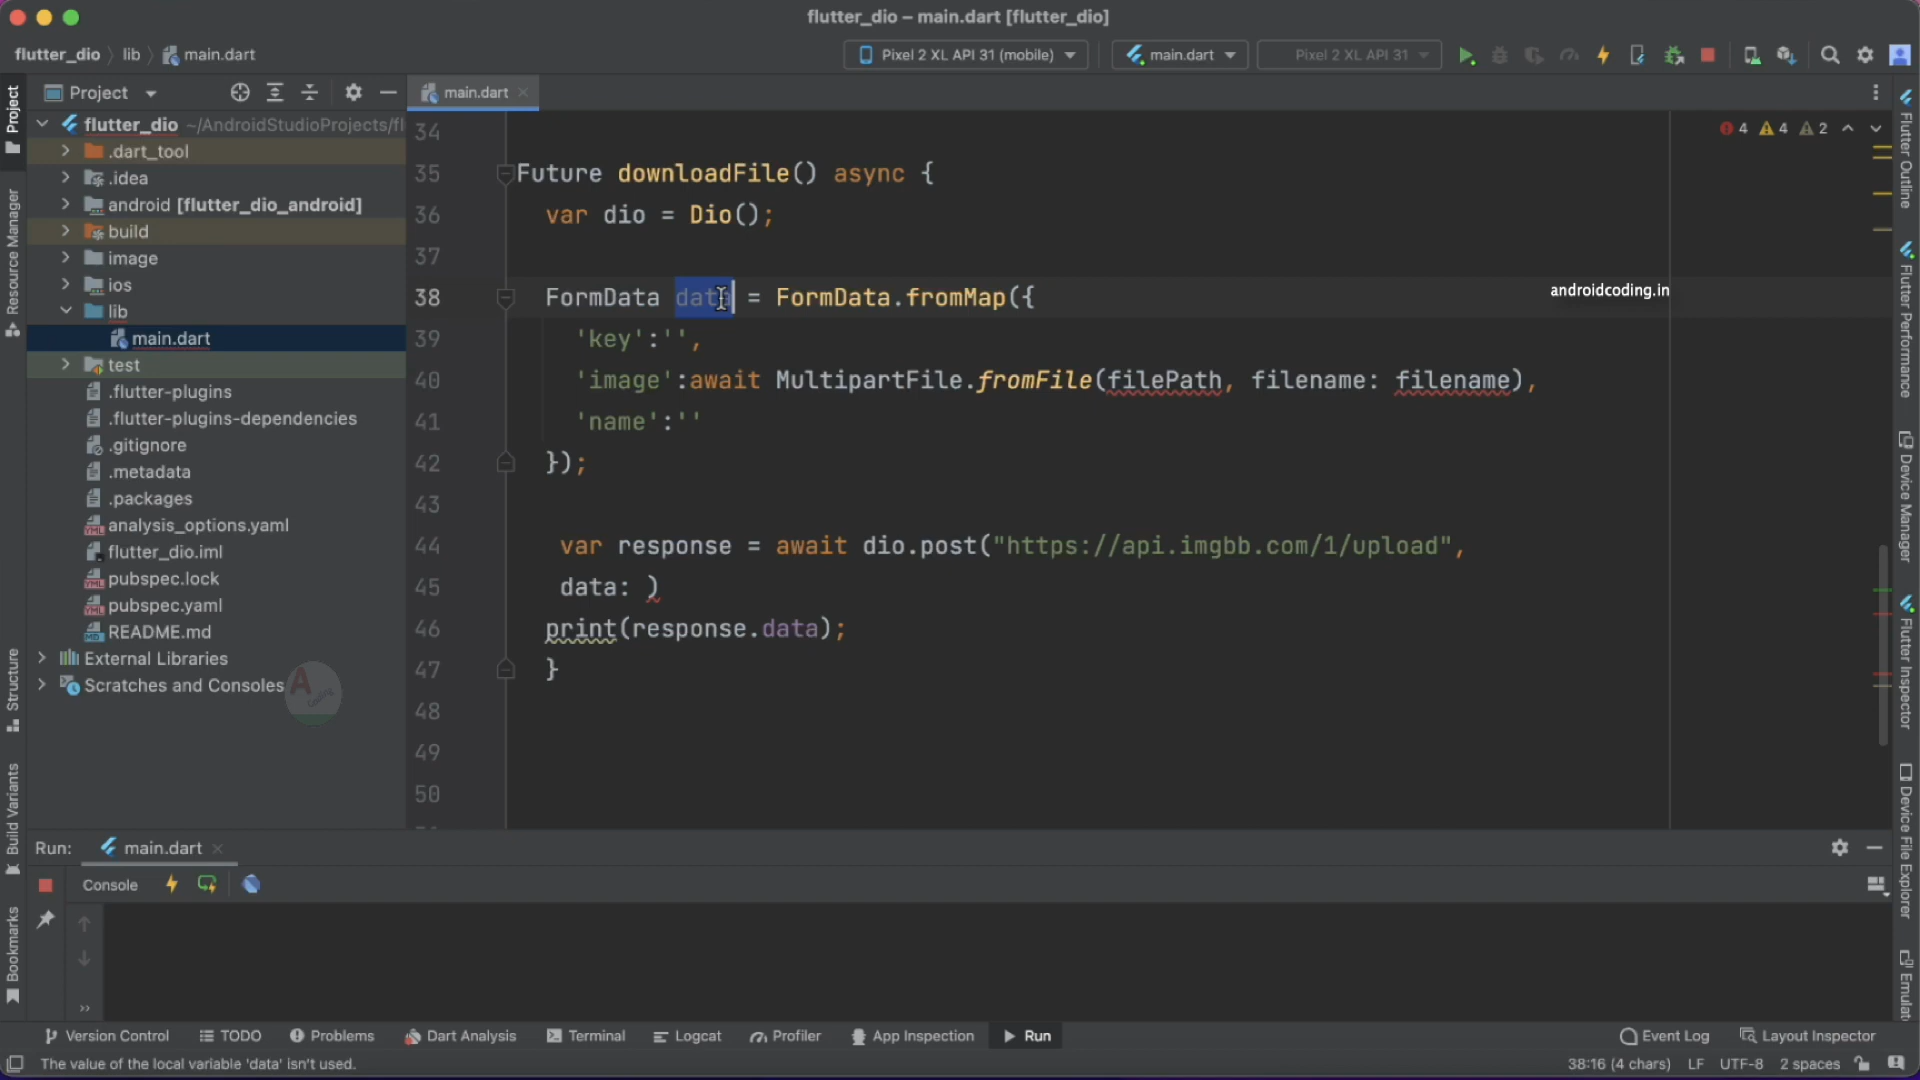 flutter_dio – main.dart [flutter_dio]
flutter_dio
lib
main.dart
Pixel 2 XL API 31 (mobile)
main.dart
Pixel 2 XL API 31
Project
main.dart
4 4 2
flutter_dio ~/AndroidStudioProjects/fl
.dart_tool
.idea
android [flutter_dio_android]
build
image
ios
lib
main.dart
test
.flutter-plugins
.flutter-plugins-dependencies
.gitignore
.metadata
.packages
analysis_options.yaml
flutter_dio.iml
pubspec.lock
pubspec.yaml
README.md
External Libraries
Scratches and Consoles
34
35 Future downloadFile() async {
36 var dio = Dio();
37
38 FormData data = FormData.fromMap({
androidcoding.in
39 'key':'',
40 'image':await MultipartFile.fromFile(filePath, filename: filename),
41 'name':''
42 });
43
44 var response = await dio.post("https://api.imgbb.com/1/upload",
45 data: )
46 print(response.data);
47 }
48
49
50
Project
Resource Manager
Structure
Build Variants
Bookmarks
Flutter Outline
Flutter Performance
Device Manager
Flutter Inspector
Device File Explorer
Emulat
Run: main.dart
Console
Version Control
TODO
Problems
Dart Analysis
Terminal
Logcat
Profiler
App Inspection
Run
Event Log
Layout Inspector
The value of the local variable 'data' isn't used.
38:16 (4 chars) LF UTF-8 2 spaces